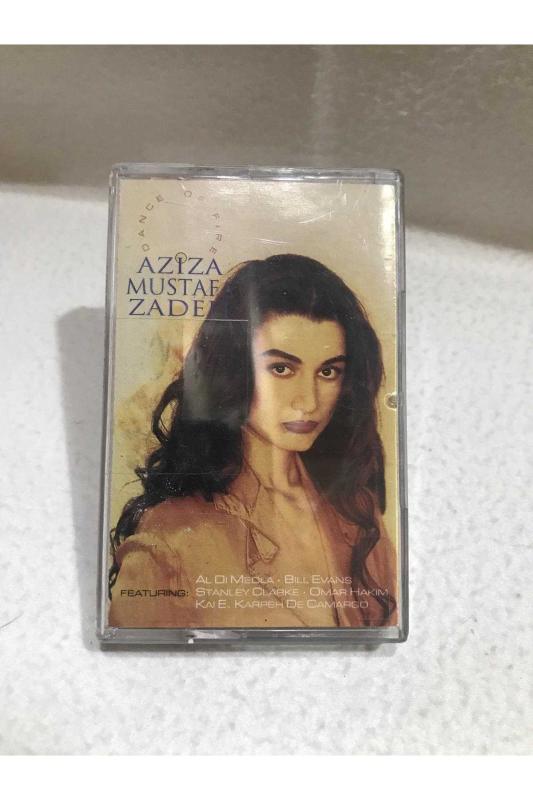 DANCE OF FIRE
AZIZA
MUSTAF
ZADE
FEATURING:
AL DI MEOLA · BILL EVANS
STANLEY CLARKE · OMAR HAKIM
KAI E. KARPEH DE CAMARGO